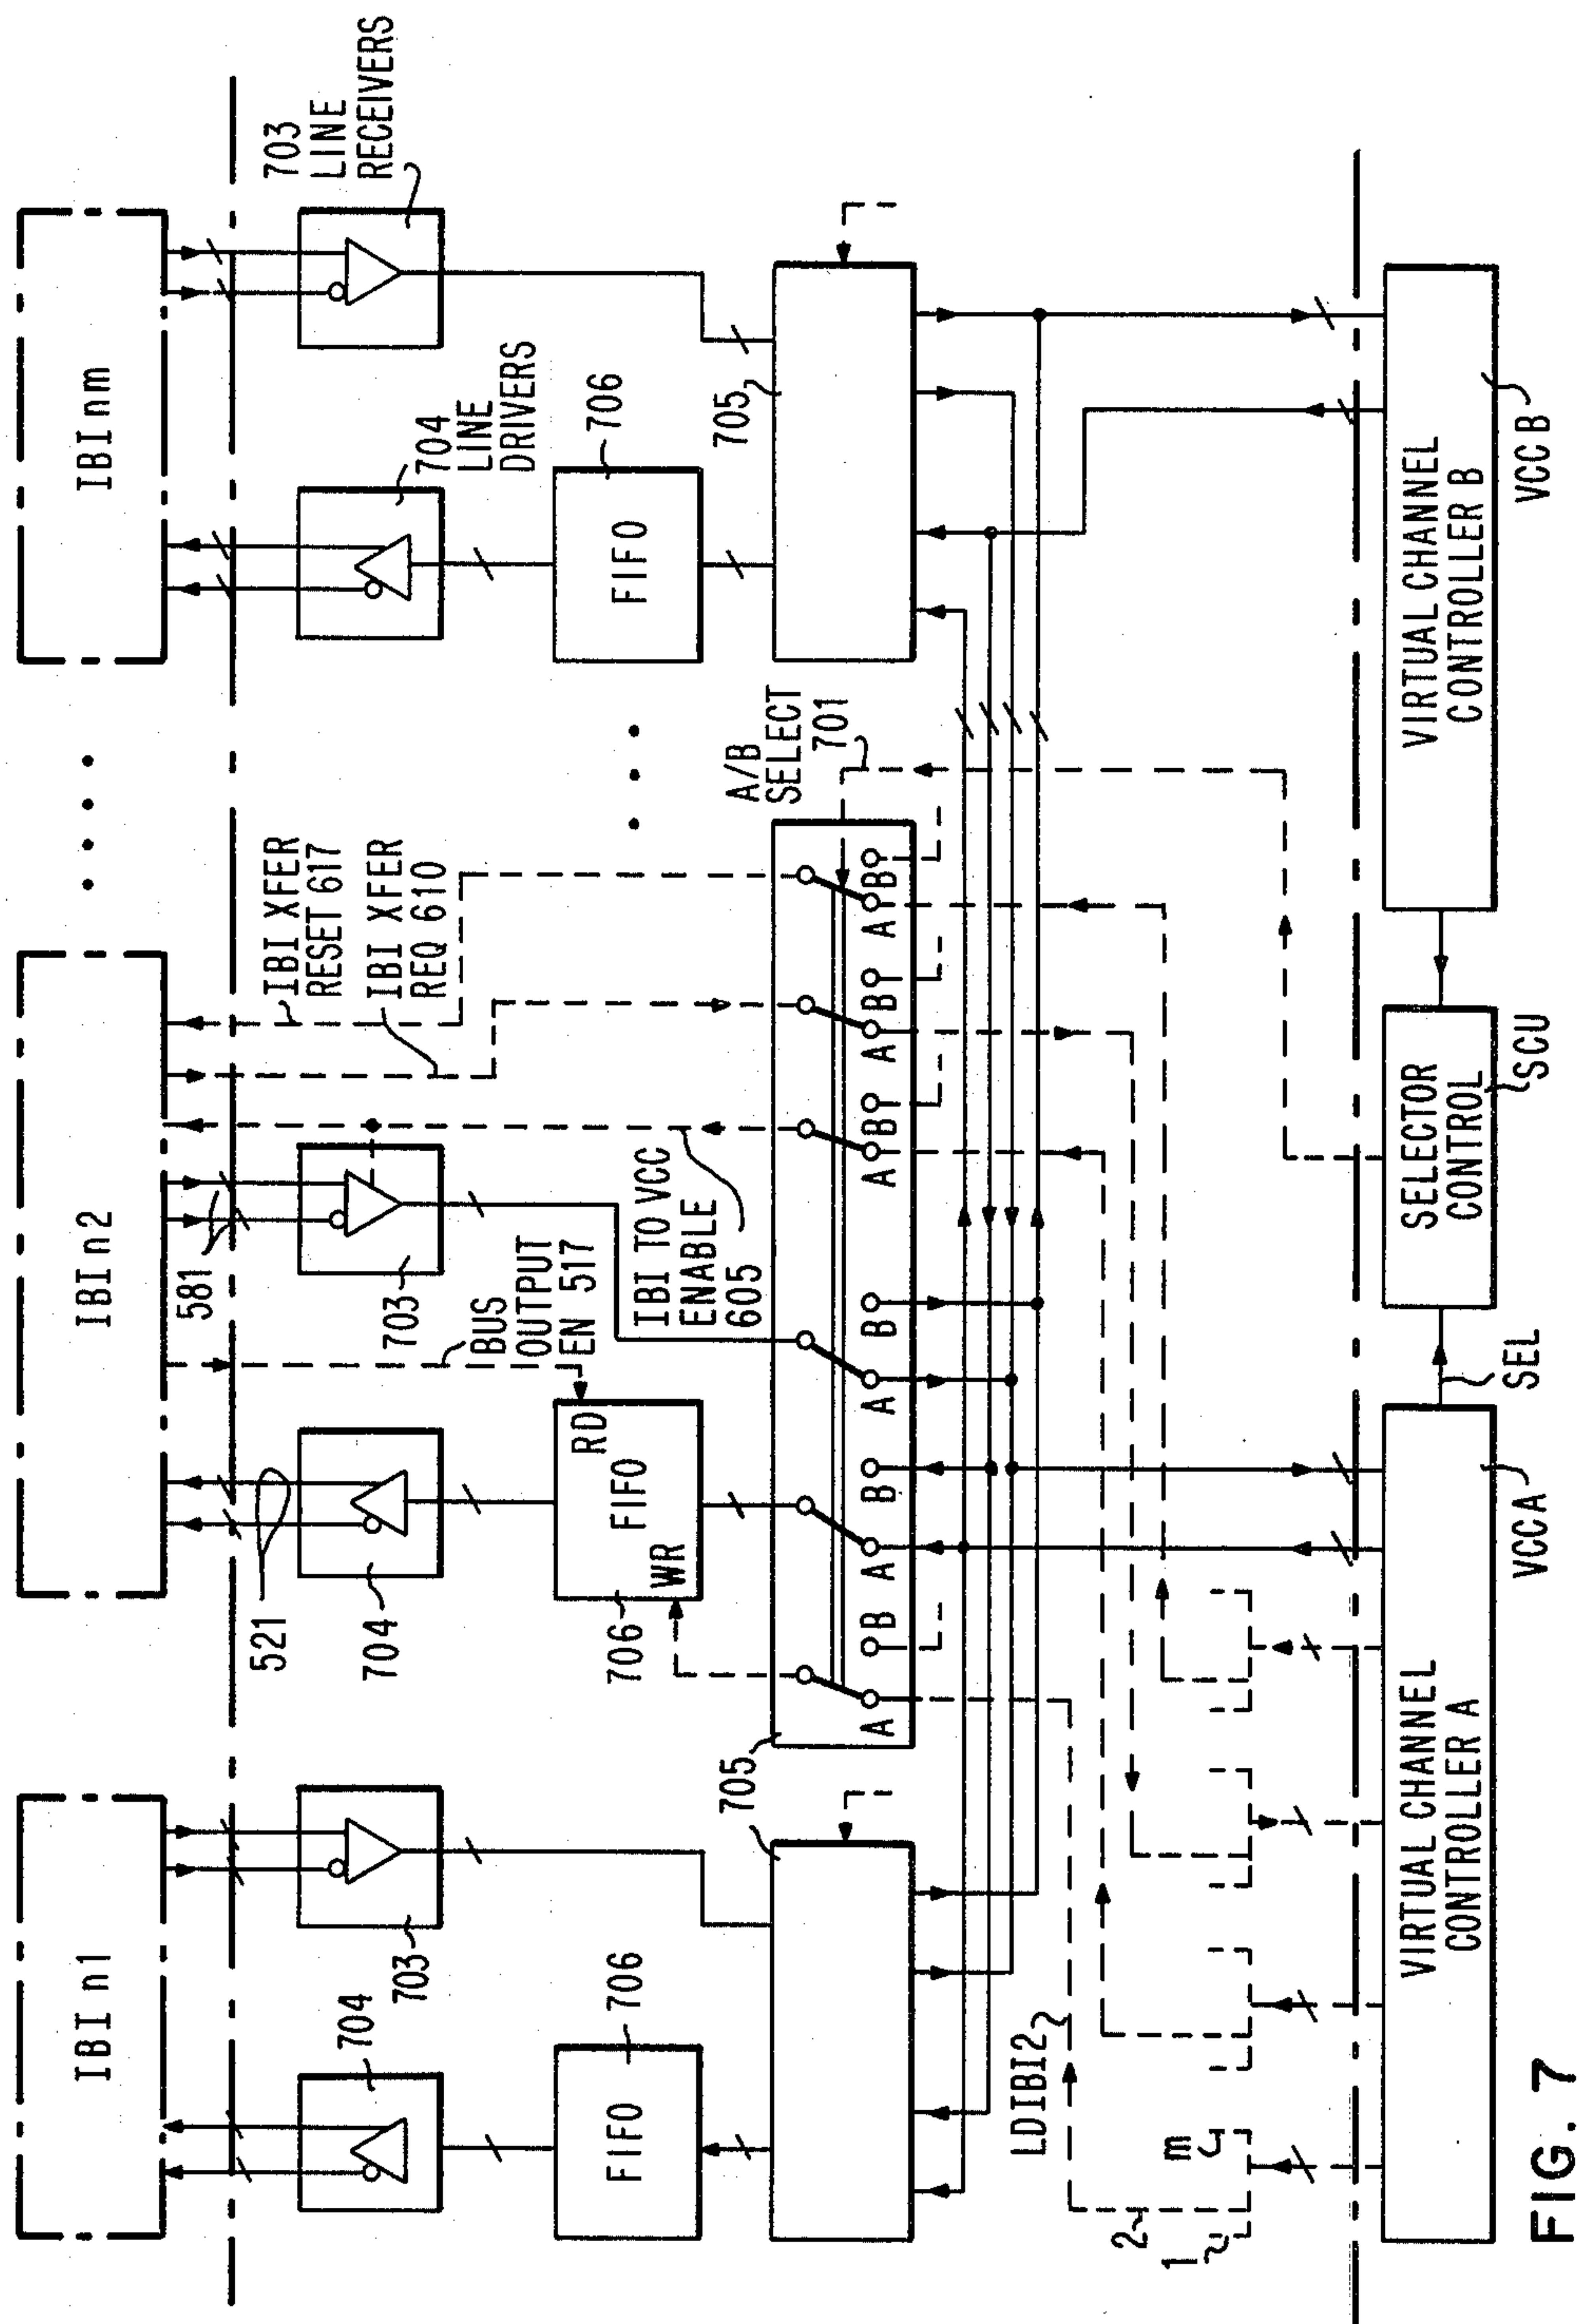 IBI n1
IBI n2
IBI nm
581
521
703
LINE
RECEIVERS
704
LINE
DRIVERS
IBI XFER
RESET 617
IBI XFER
REQ 610
IBI TO VCC
ENABLE
605
BUS
OUTPUT
EN 517
704
703
704
703
FIFO
706
RD
FIFO
WR
706
FIFO
706
705
705
705
A/B
SELECT
701
A
B
A
B
A
B
A
B
A
B
A
B
LDIBI2
1
2
m
VIRTUAL CHANNEL
CONTROLLER A
VCCA
SEL
SELECTOR
CONTROL
SCU
VIRTUAL CHANNEL
CONTROLLER B
VCCB
FIG. 7